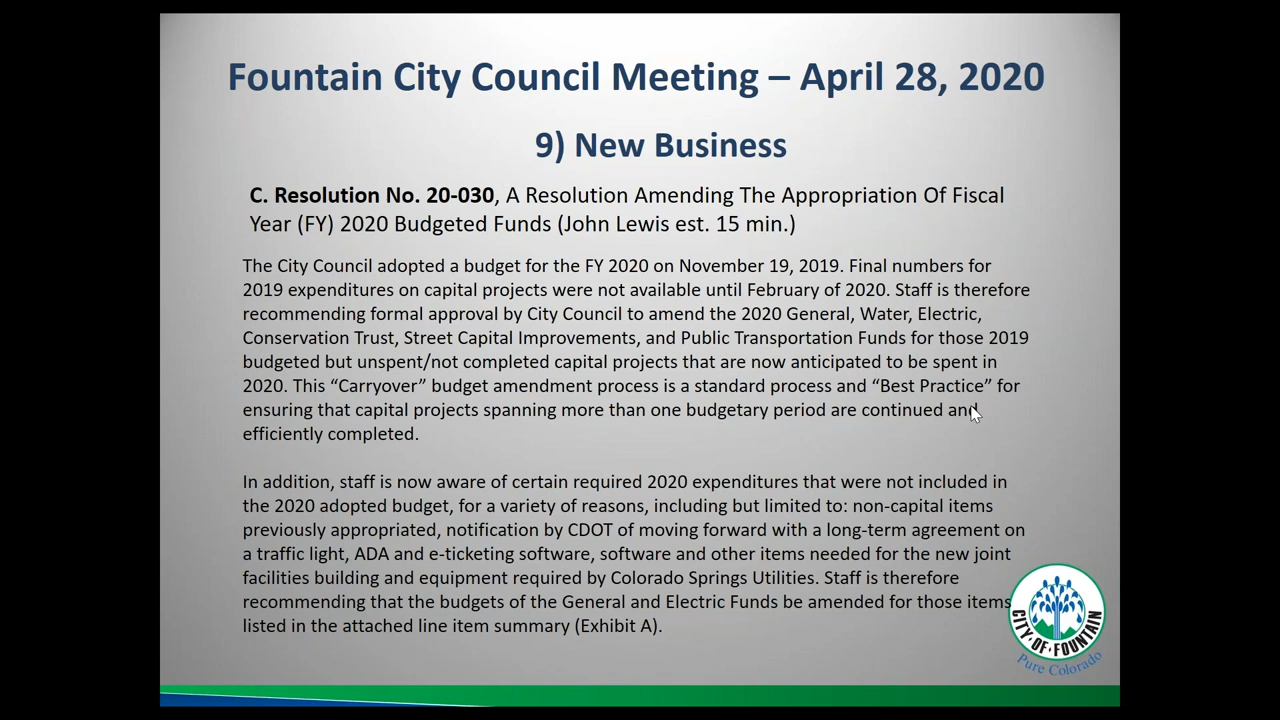 Fountain City Council Meeting – April 28, 2020
9) New Business
C. Resolution No. 20-030, A Resolution Amending The Appropriation Of Fiscal
Year (FY) 2020 Budgeted Funds (John Lewis est. 15 min.)
The City Council adopted a budget for the FY 2020 on November 19, 2019. Final numbers for
2019 expenditures on capital projects were not available until February of 2020. Staff is therefore
recommending formal approval by City Council to amend the 2020 General, Water, Electric,
Conservation Trust, Street Capital Improvements, and Public Transportation Funds for those 2019
budgeted but unspent/not completed capital projects that are now anticipated to be spent in
2020. This “Carryover” budget amendment process is a standard process and “Best Practice” for
ensuring that capital projects spanning more than one budgetary period are continued and
efficiently completed.
In addition, staff is now aware of certain required 2020 expenditures that were not included in
the 2020 adopted budget, for a variety of reasons, including but limited to: non-capital items
previously appropriated, notification by CDOT of moving forward with a long-term agreement on
a traffic light, ADA and e-ticketing software, software and other items needed for the new joint
facilities building and equipment required by Colorado Springs Utilities. Staff is therefore
recommending that the budgets of the General and Electric Funds be amended for those items
listed in the attached line item summary (Exhibit A).
CITY·OF·FOUNTAIN
Pure Colorado